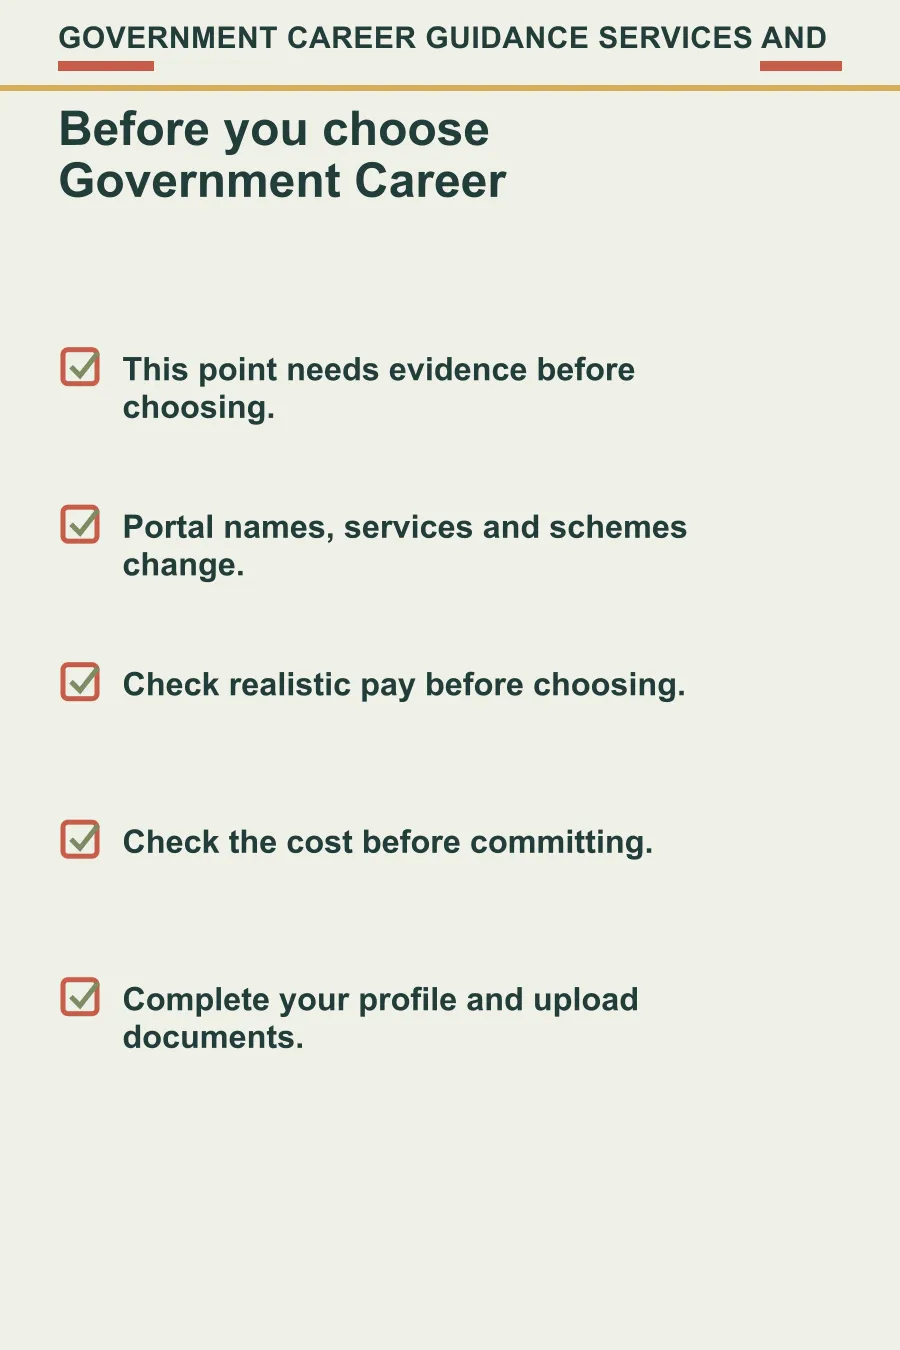 GOVERNMENT CAREER GUIDANCE SERVICES AND
Before you choose
Government Career
This point needs evidence before
choosing.
Portal names, services and schemes
change.
Check realistic pay before choosing.
Check the cost before committing.
Complete your profile and upload
documents.